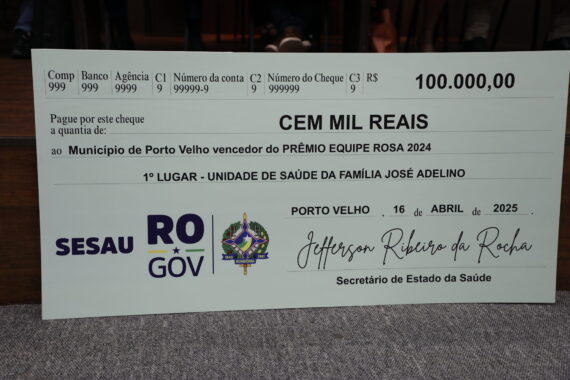 Comp Banco Agência C1 Número da conta C2 Número do Cheque C3 R$ 100.000,00
999 999 9999 9 99999-9 9 999999 9
Pague por este cheque
a quantia de: CEM MIL REAIS
ao Município de Porto Velho vencedor do PRÊMIO EQUIPE ROSA 2024
1º LUGAR - UNIDADE DE SAÚDE DA FAMÍLIA JOSÉ ADELINO
PORTO VELHO , 16 de ABRIL de 2025 .
SESAU RO GOV
Jefferson Ribeiro da Rocha
Secretário de Estado da Saúde